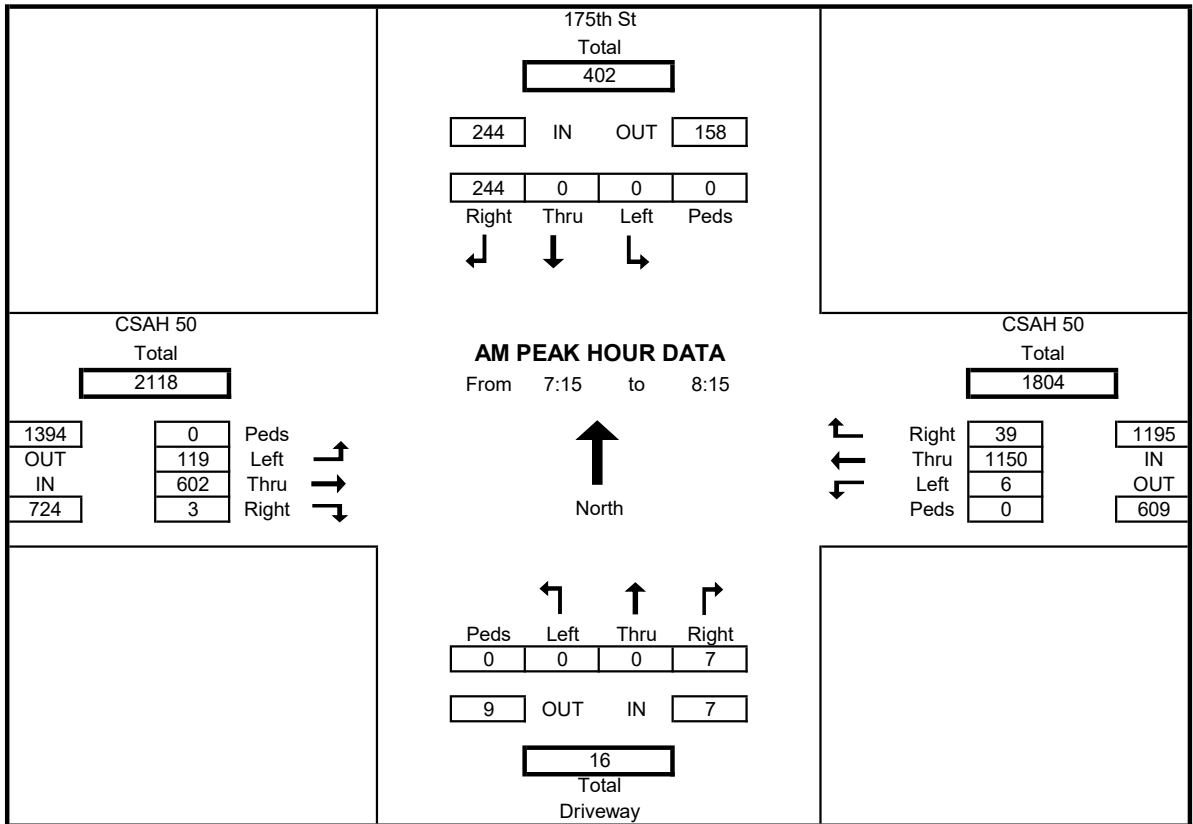 175th St
Total
402
244 IN OUT 158
244 0 0 0
Right Thru Left Peds
CSAH 50
Total
2118
1394 0 Peds
OUT 119 Left
IN 602 Thru
724 3 Right
AM PEAK HOUR DATA
From 7:15 to 8:15
North
CSAH 50
Total
1804
Right 39 1195
Thru 1150 IN
Left 6 OUT
Peds 0 609
Peds Left Thru Right
0 0 0 7
9 OUT IN 7
16
Total
Driveway